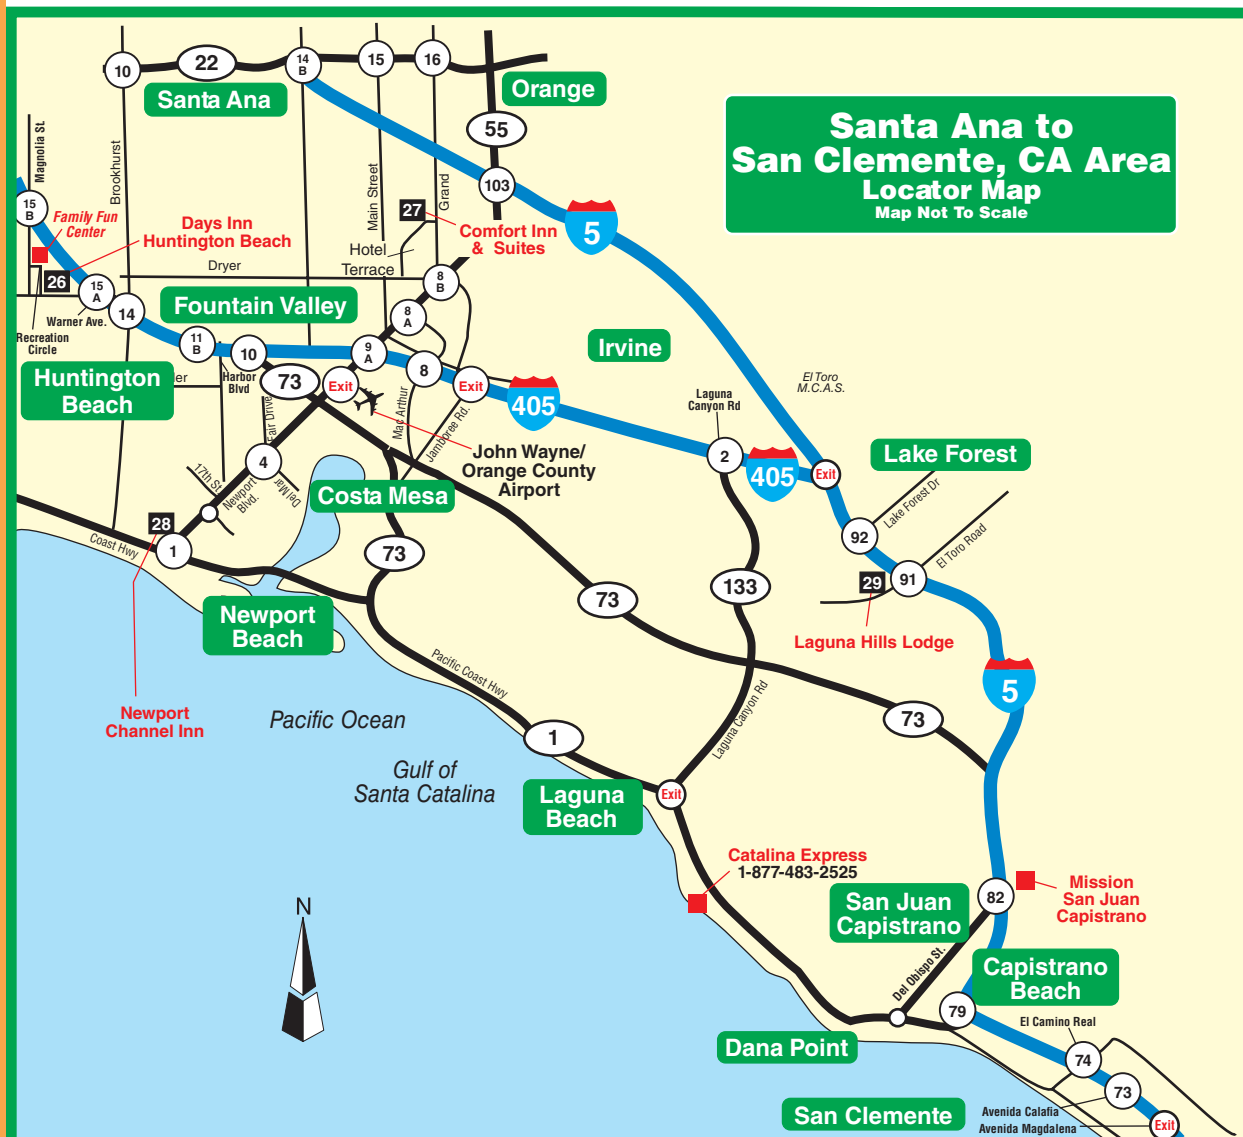 Santa Ana to
San Clemente, CA Area
Locator Map
Map Not To Scale
10
22
14
B
15
16
Santa Ana
Orange
55
103
5
Magnolia St.
Brookhurst
Main Street
Grand
15
B
Family Fun
Center
Days Inn
Huntington Beach
27
Comfort Inn
& Suites
Hotel
Terrace
Dryer
26
15
A
8
B
8
A
Warner Ave.
14
Fountain Valley
Recreation
Circle
11
B
10
9
A
8
Irvine
Huntington
Beach
ler
Harbor
Blvd
73
Exit
Exit
405
El Toro
M.C.A.S.
Laguna
Canyon Rd
Fair Drive
Mac Arthur
Jamboree Rd.
John Wayne/
Orange County
Airport
2
405
Exit
Lake Forest
4
17th St
Newport
Blvd.
Del Mar
Costa Mesa
Lake Forest Dr
92
El Toro Road
28
Coast Hwy
1
73
73
133
29
91
Laguna Hills Lodge
Newport
Beach
Pacific Coast Hwy
Laguna Canyon Rd
5
Newport
Channel Inn
Pacific Ocean
73
1
Gulf of
Santa Catalina
Laguna
Beach
Exit
Catalina Express
1-877-483-2525
San Juan
Capistrano
82
Mission
San Juan
Capistrano
N
Del Obispo St.
Capistrano
Beach
79
El Camino Real
Dana Point
74
73
San Clemente
Avenida Calafia
Avenida Magdalena
Exit